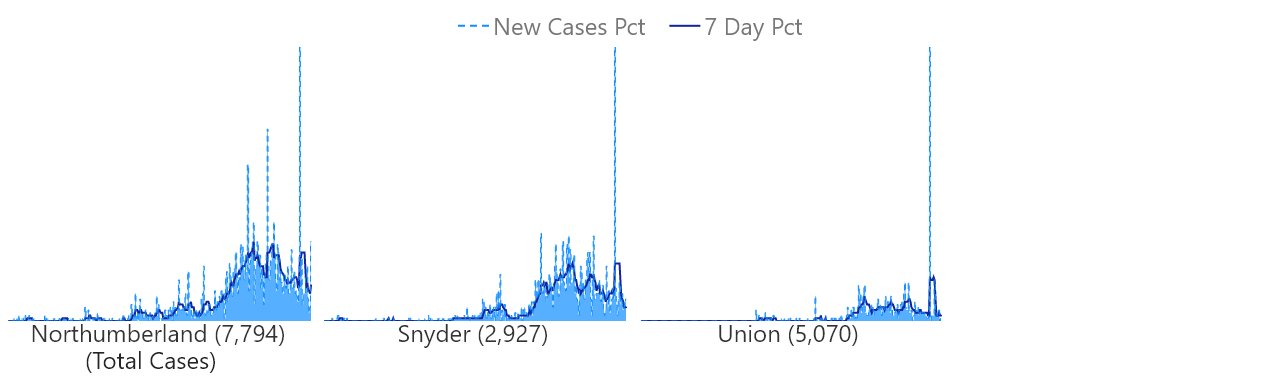 New Cases Pct 7 Day Pct
Northumberland (7,794) Snyder (2,927) Union (5,070)
(Total Cases)